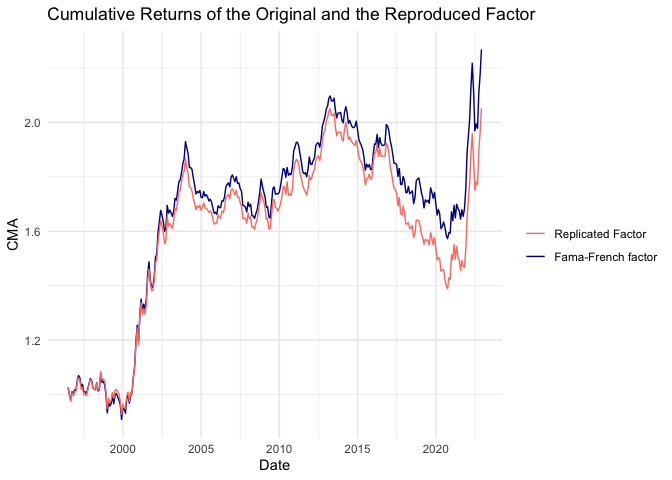 Cumulative Returns of the Original and the Reproduced Factor
CMA
2.0
1.6
1.2
2000
2005
2010
2015
2020
Date
Replicated Factor
Fama-French factor